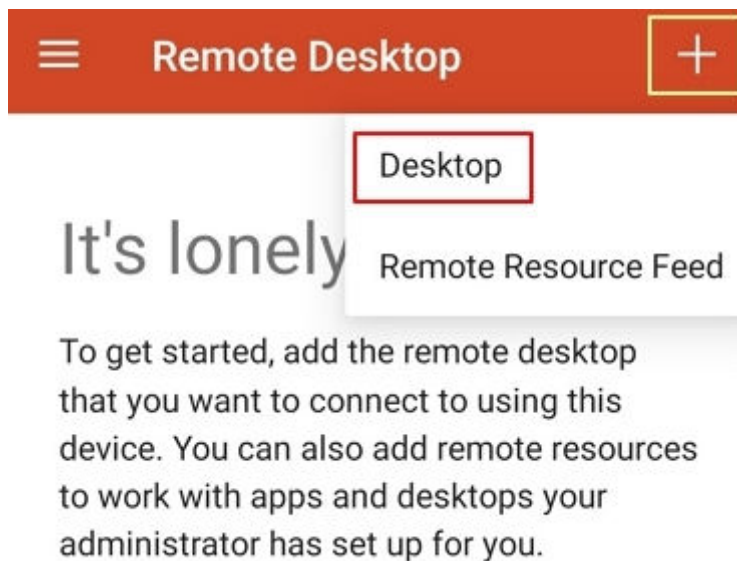 Remote Desktop
Desktop
It's lonely
Remote Resource Feed
To get started, add the remote desktop
that you want to connect to using this
device. You can also add remote resources
to work with apps and desktops your
administrator has set up for you.